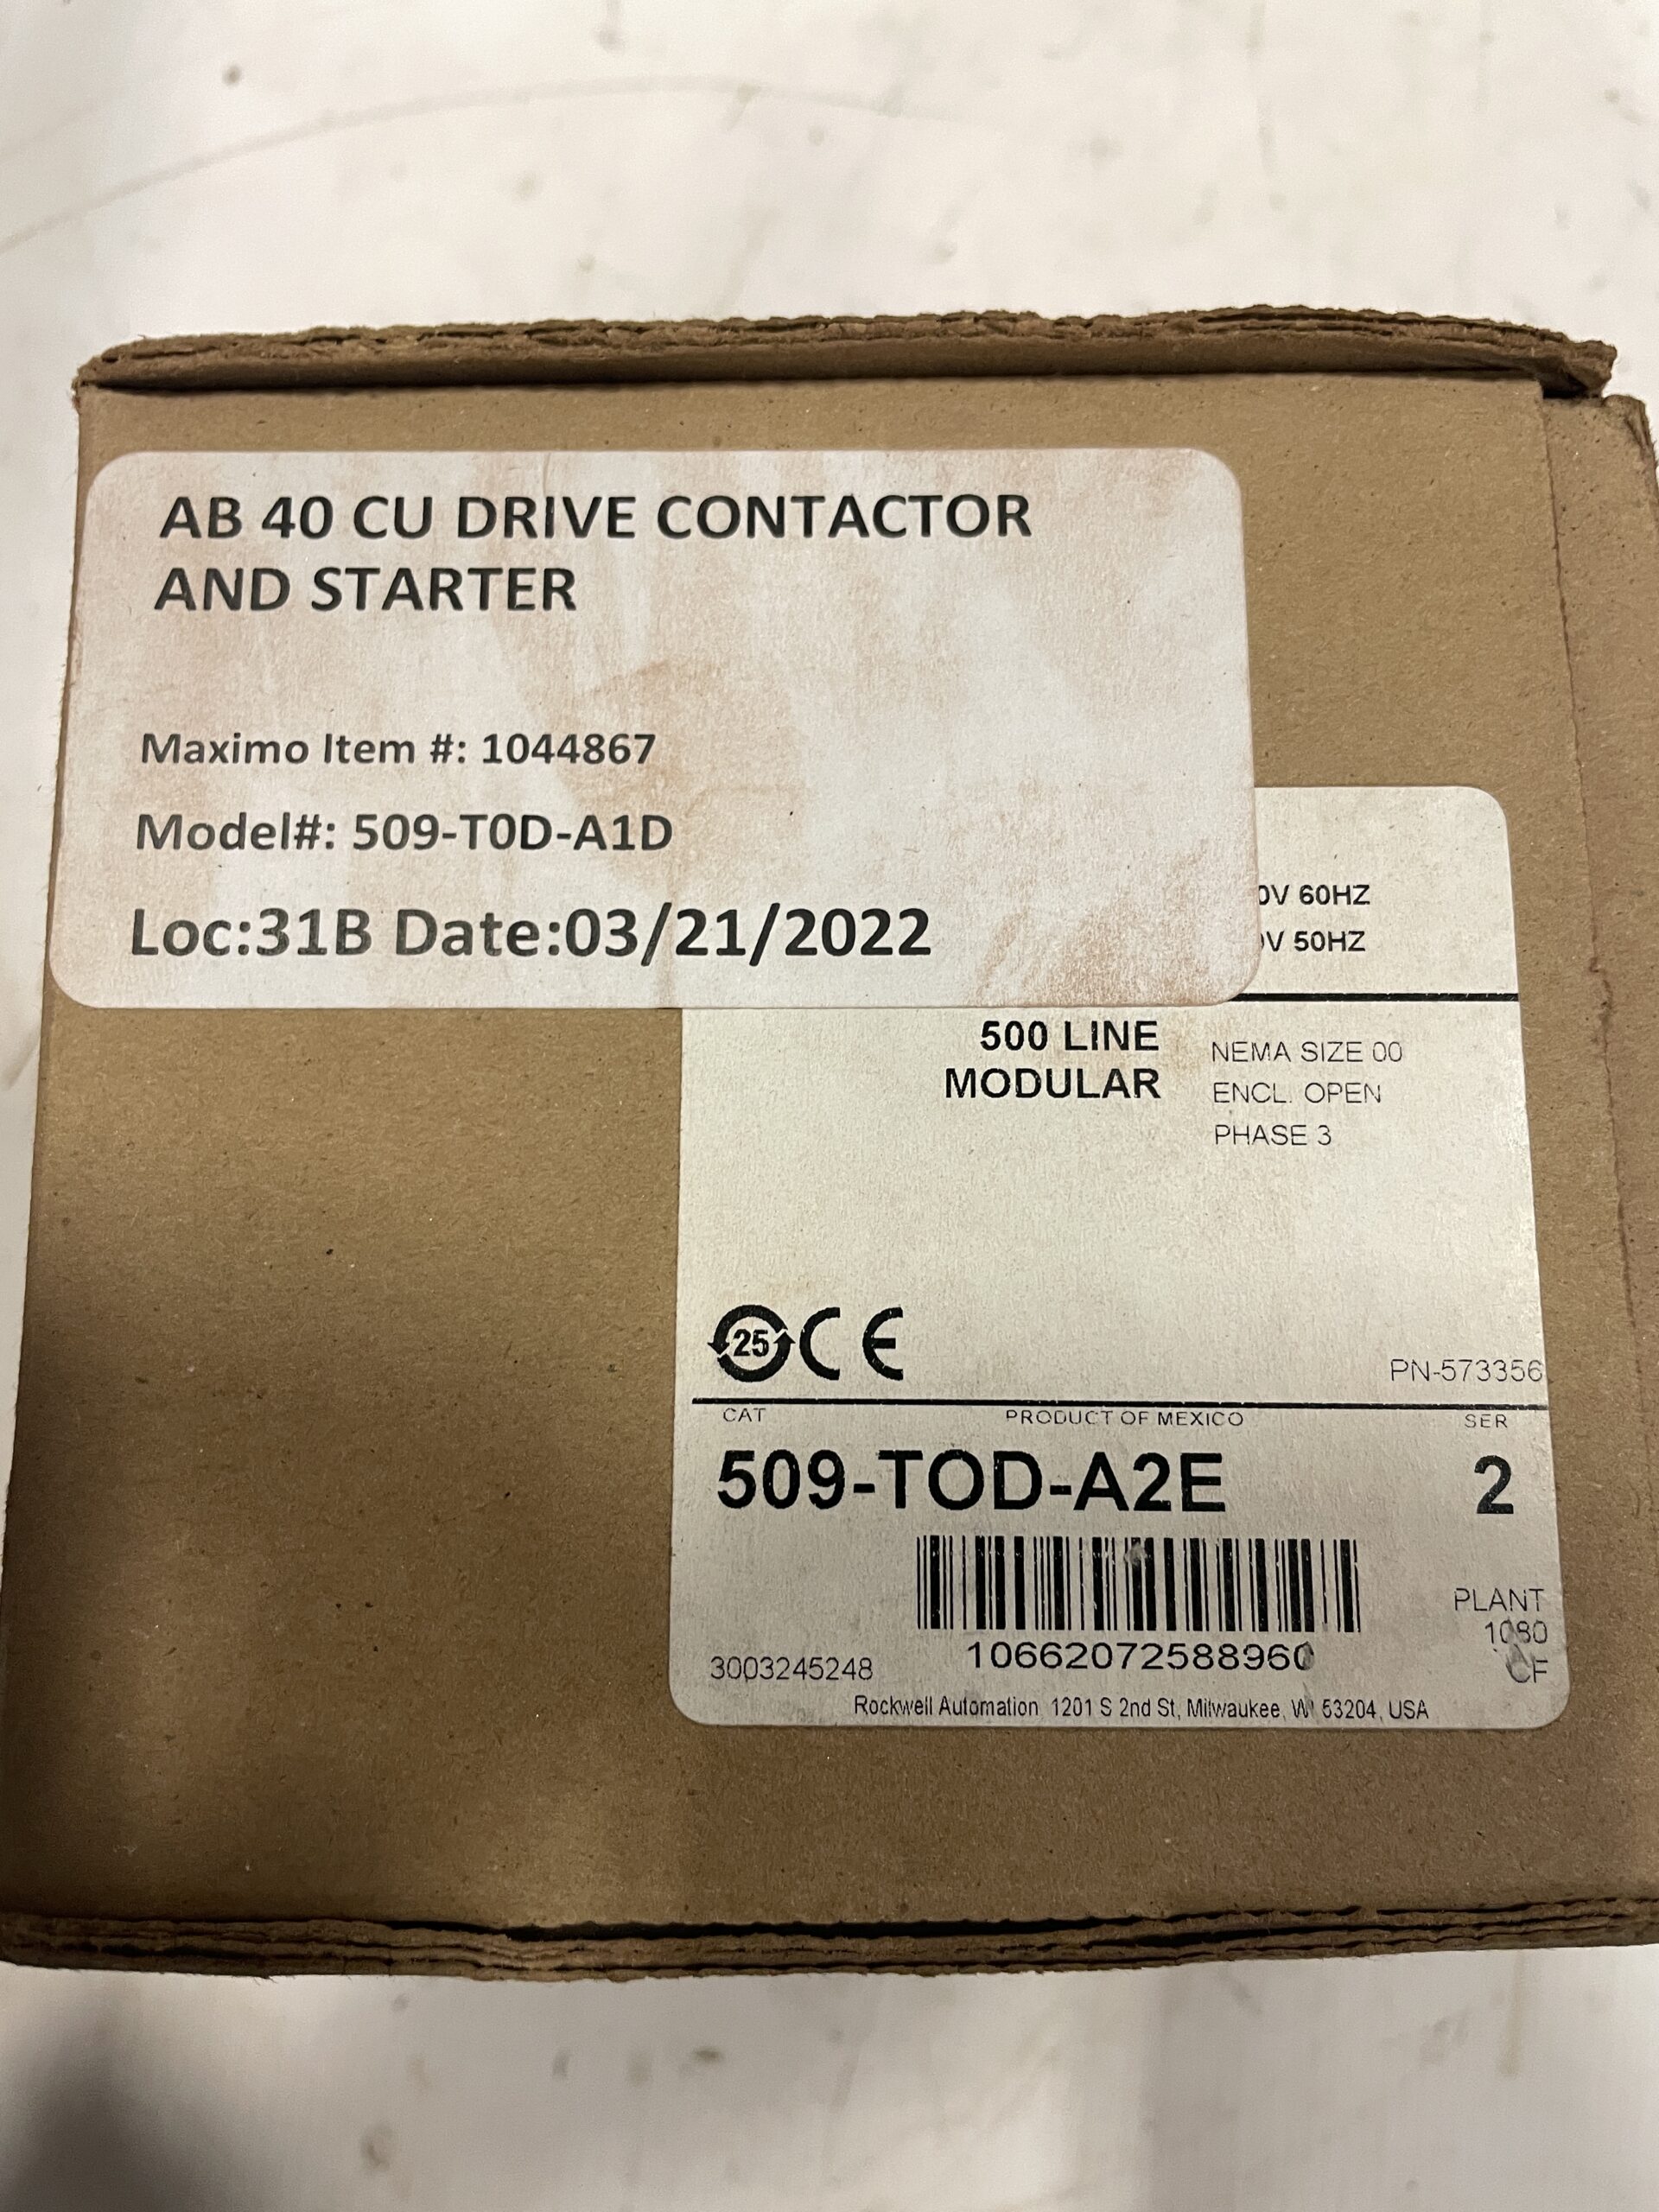 AB 40 CU DRIVE CONTACTOR
AND STARTER
Maximo Item #: 1044867
Model#: 509-T0D-A1D
Loc:31B Date:03/21/2022
0V 60HZ
V 50HZ
500 LINE
MODULAR
NEMA SIZE 00
ENCL. OPEN
PHASE 3
25
CE
PN-573356
CAT PRODUCT OF MEXICO SER
509-TOD-A2E 2
PLANT
1080
CF
10662072588960
3003245248
Rockwell Automation 1201 S 2nd St, Milwaukee, WI 53204, USA